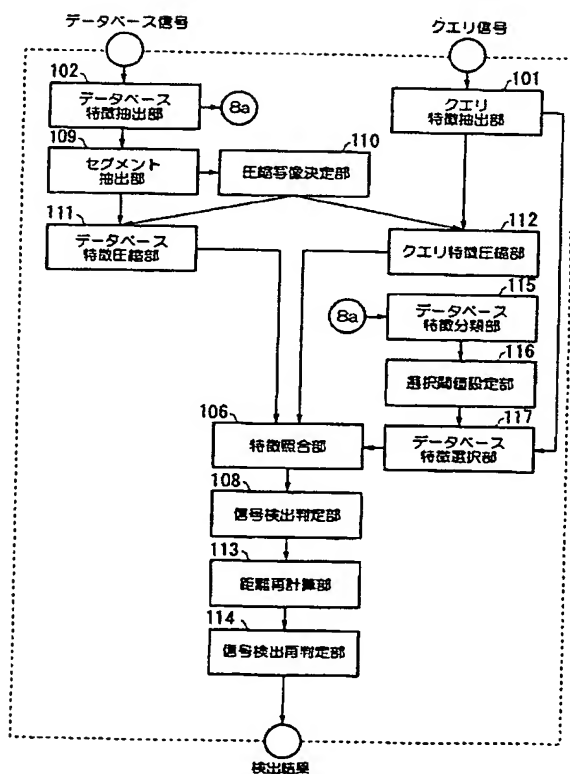 データベース信号
クエリ信号
102
データベース
特徴抽出部
8a
101
クエリ
特徴抽出部
109
セグメント
抽出部
110
圧縮写像決定部
111
データベース
特徴圧縮部
112
クエリ特徴圧縮部
8a
115
データベース
特徴分類部
116
選択閾値設定部
106
特徴照合部
117
データベース
特徴選択部
108
信号検出判定部
113
距離再計算部
114
信号検出再判定部
検出結果